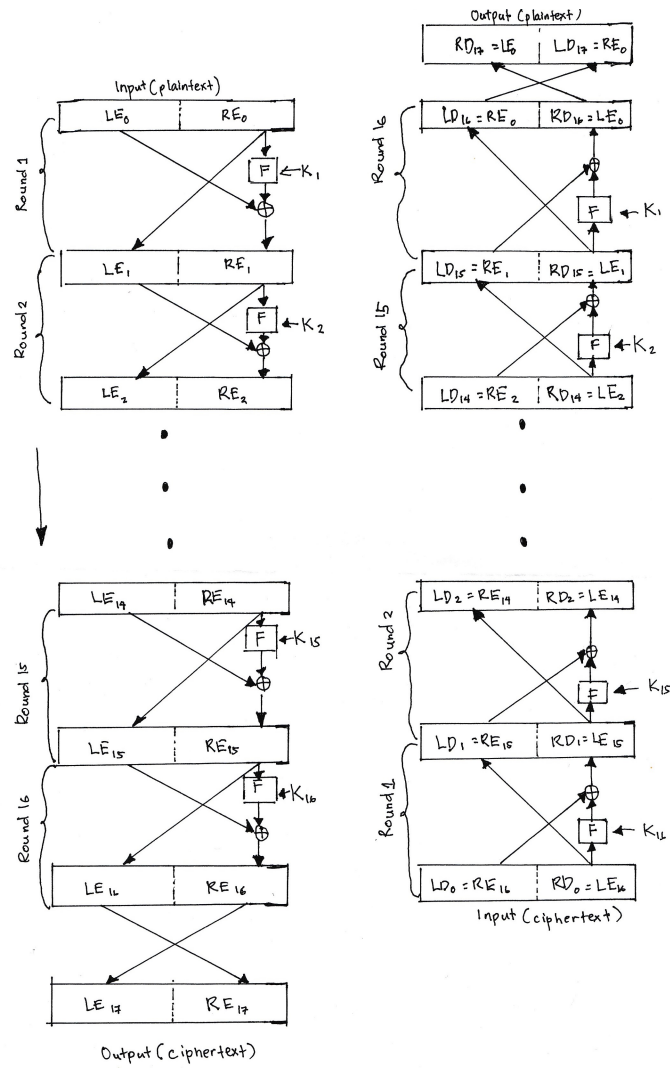 Input (plaintext)
LE₀ RE₀
Round 1
F K₁
LE₁ RE₁
Round 2
F K₂
LE₂ RE₂
LE₁₄ RE₁₄
Round 15
F K₁₅
LE₁₅ RE₁₅
Round 16
F K₁₆
LE₁₆ RE₁₆
LE₁₇ RE₁₇
Output (ciphertext)
Output (plaintext)
RD₁₇ = LE₀ LD₁₇ = RE₀
LD₁₆ = RE₀ RD₁₆ = LE₀
Round 16
F K₁
LD₁₅ = RE₁ RD₁₅ = LE₁
Round 15
F K₂
LD₁₄ = RE₂ RD₁₄ = LE₂
LD₂ = RE₁₄ RD₂ = LE₁₄
Round 2
F K₁₅
LD₁ = RE₁₅ RD₁ = LE₁₅
Round 1
F K₁₆
LD₀ = RE₁₆ RD₀ = LE₁₆
Input (ciphertext)